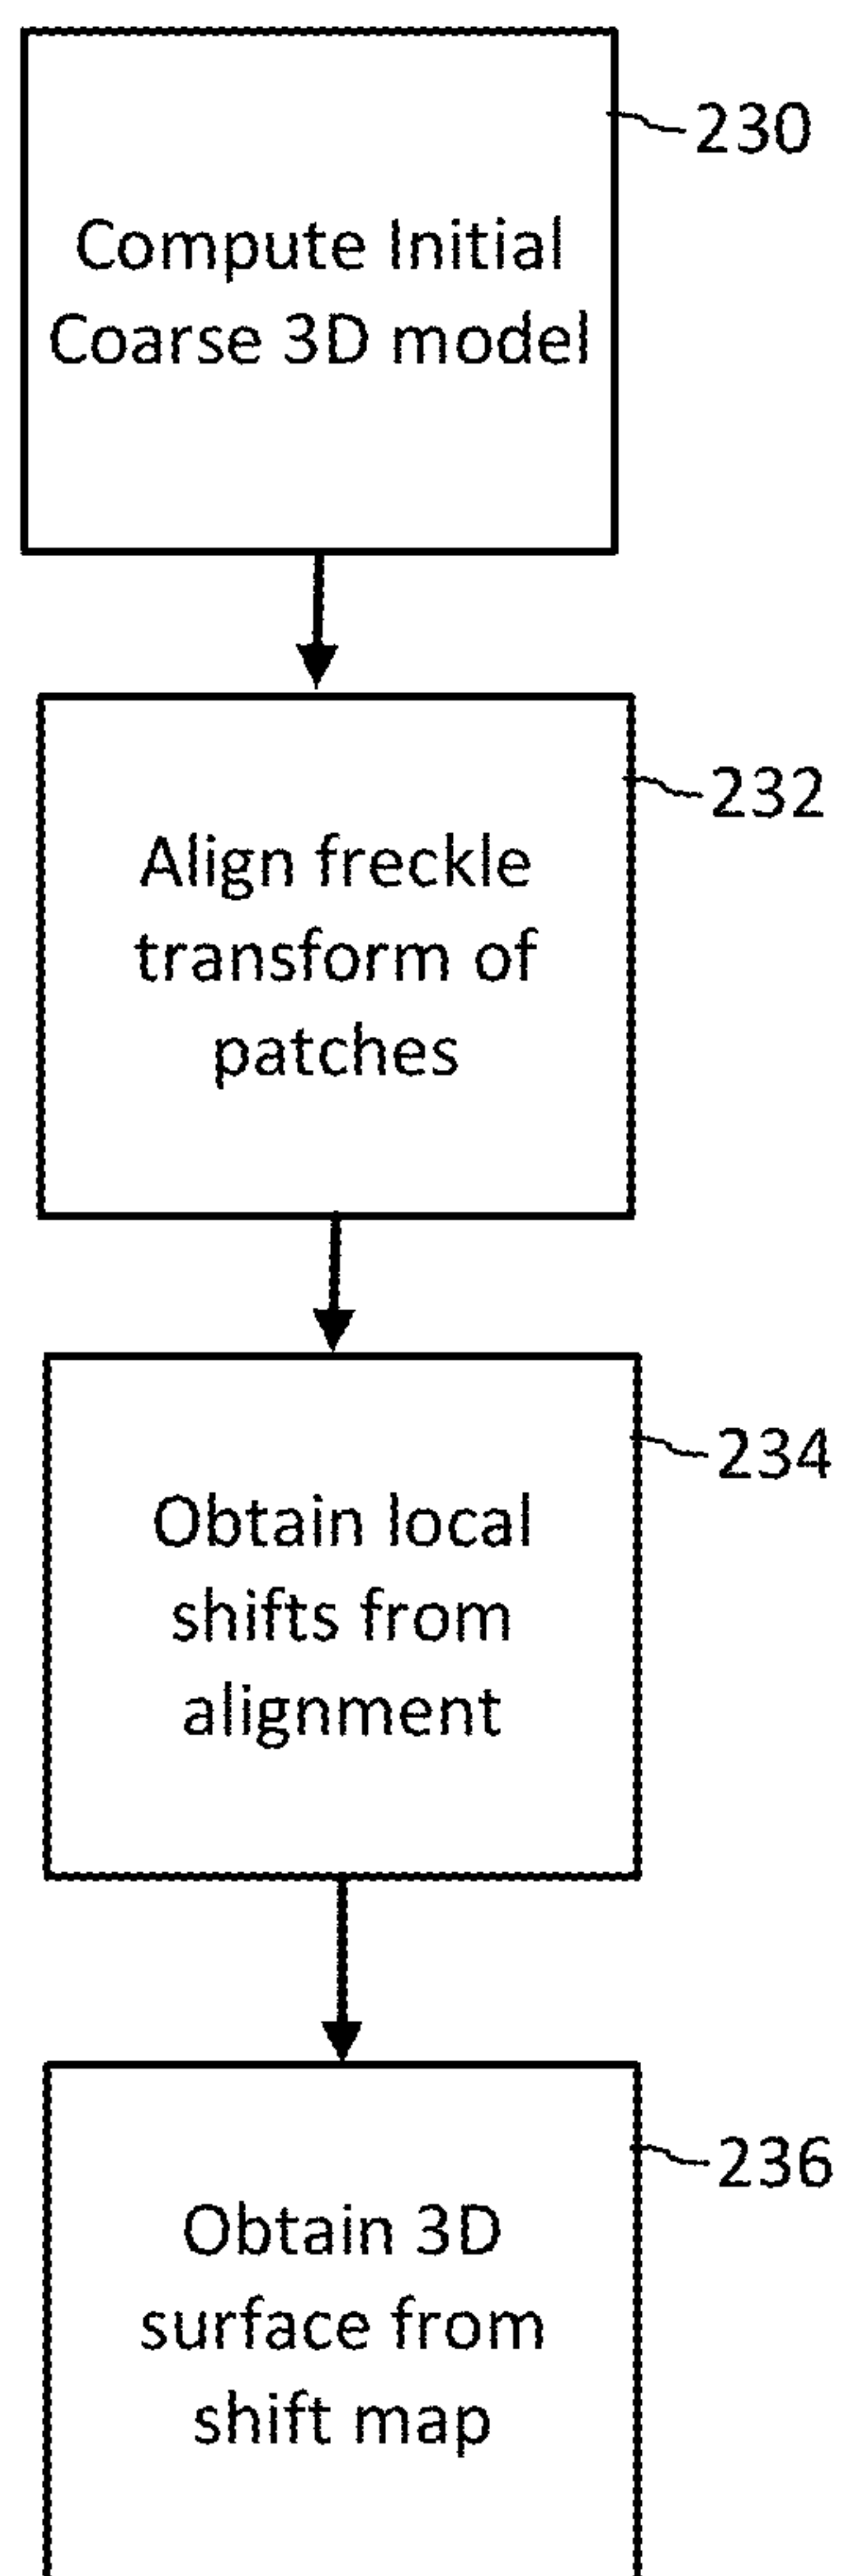 230
Compute Initial
Coarse 3D model
232
Align freckle
transform of
patches
234
Obtain local
shifts from
alignment
236
Obtain 3D
surface from
shift map